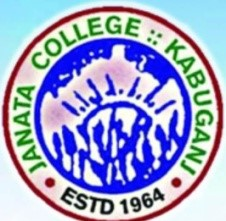 JANATA COLLEGE :: KABUGANJ
ESTD 1964